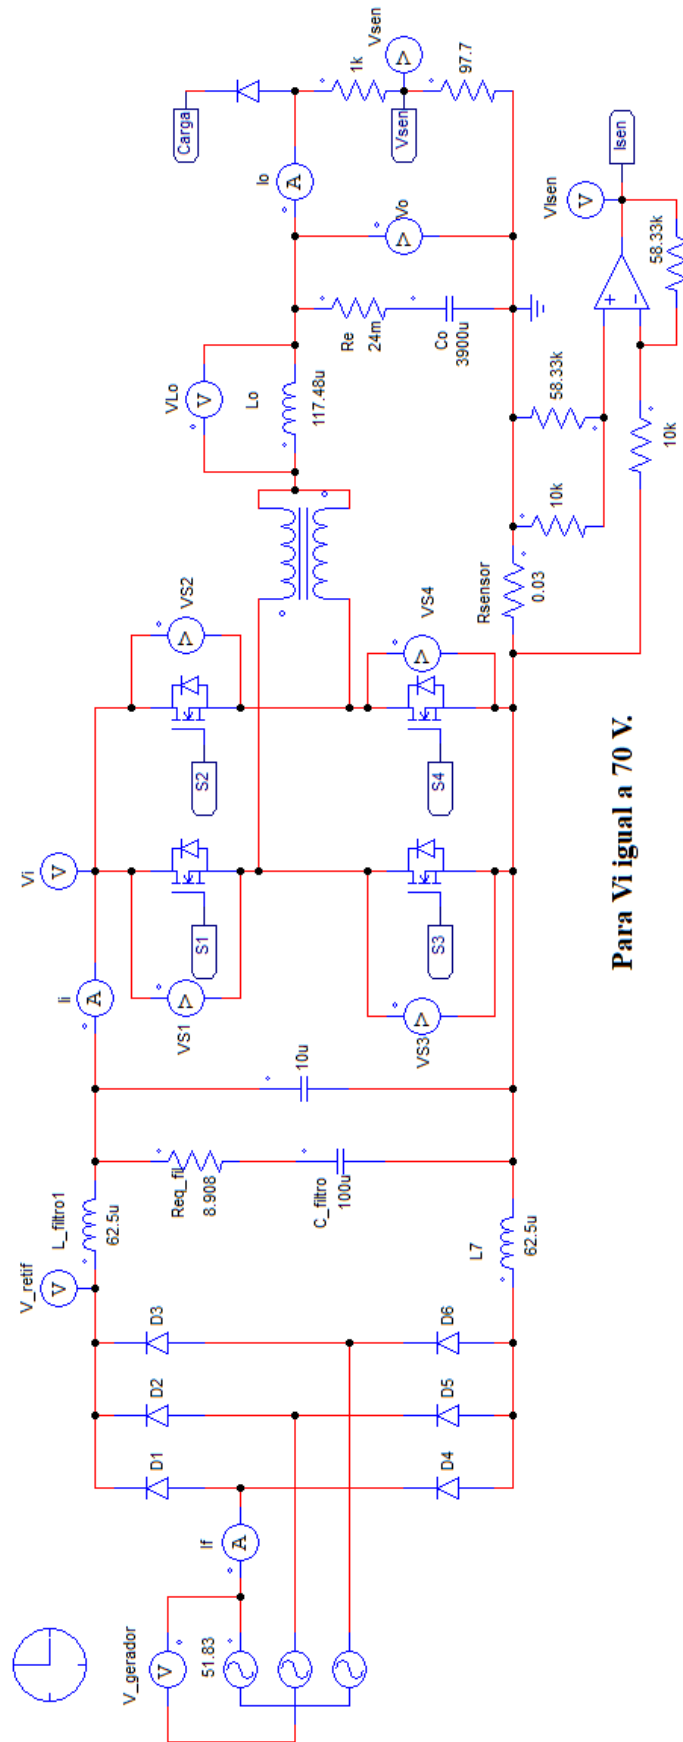 V_gerador
V
51.83
If
A
D1
D2
D3
D4
D5
D6
V_retif
V
L_filtro1
62.5u
L7
62.5u
Req_fil
8.908
C_filtro
100u
10u
Ii
A
Vi
V
VS1
V
S1
VS2
V
S2
VS3
V
S3
VS4
V
S4
VLo
V
Lo
117.48u
Re
24m
Co
3900u
Vo
V
Io
A
Carga
1k
Vsen
V
Vsen
97.7
Rsensor
0.03
10k
58.33k
10k
58.33k
VIsen
V
Isen
+
-
Para Vi igual a 70 V.